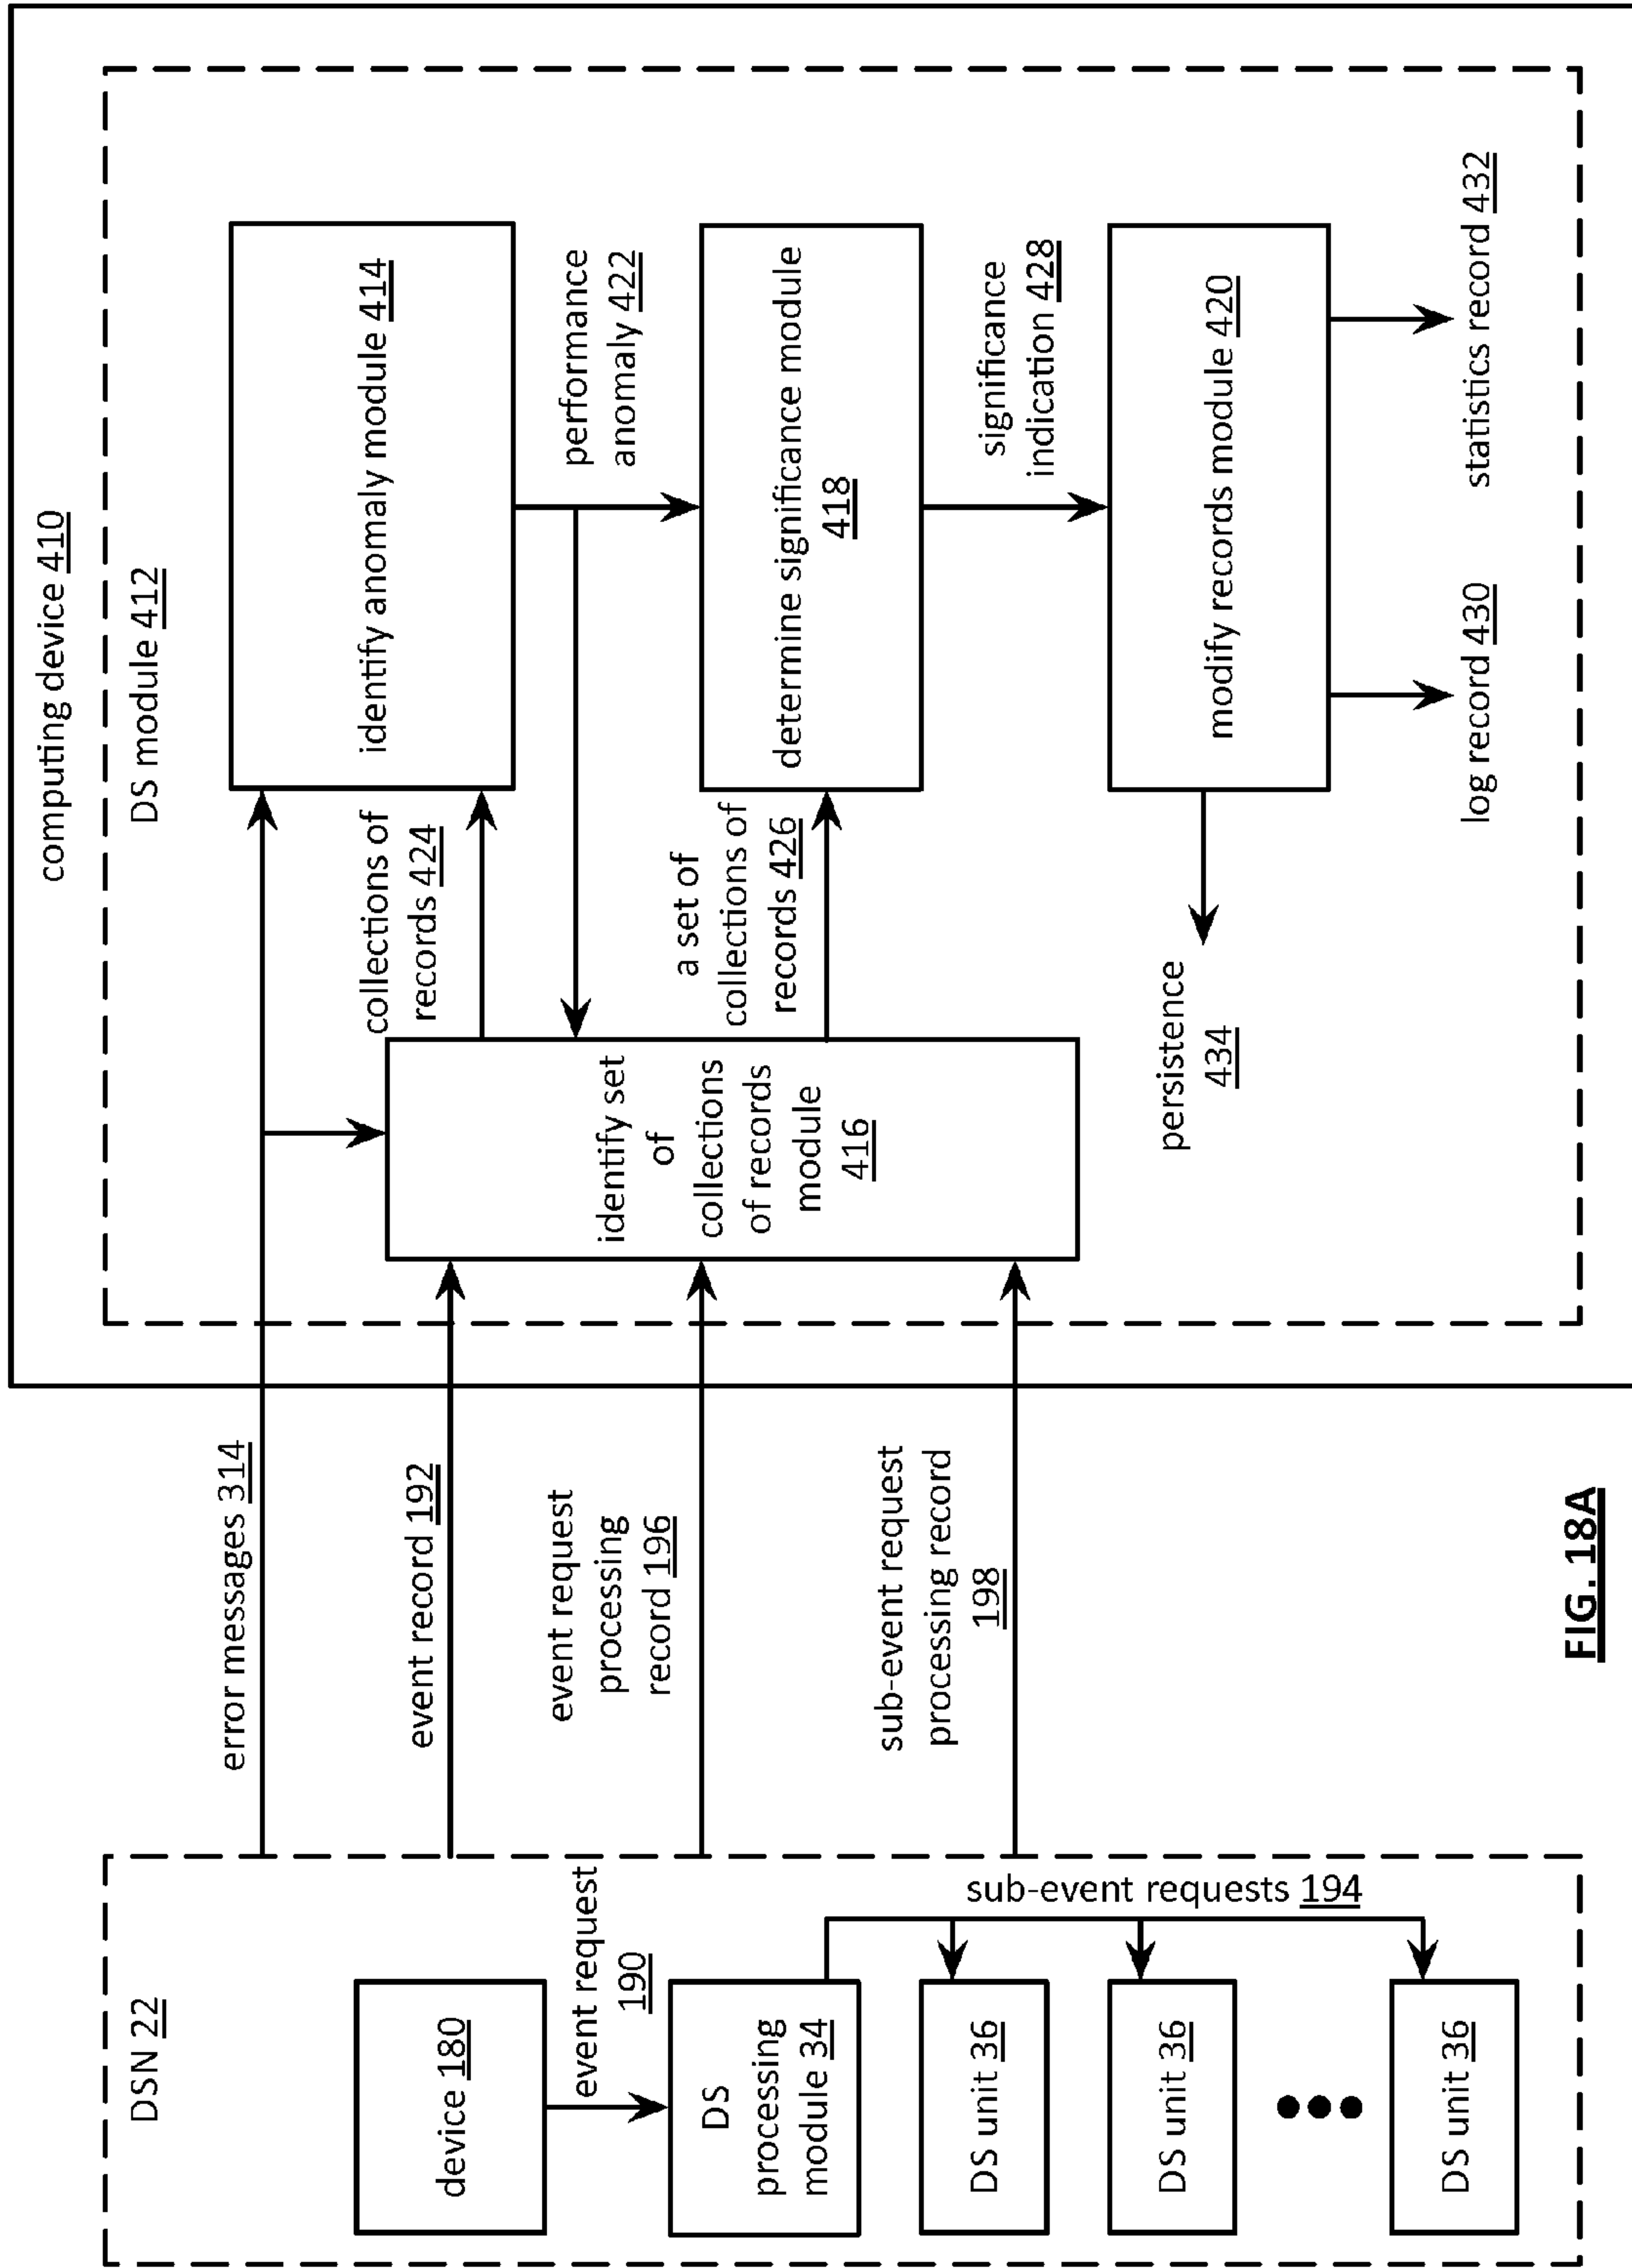 computing device 410
DS module 412
DSN 22
device 180
event request
190
DS
processing
module 34
sub-event requests 194
DS unit 36
DS unit 36
DS unit 36
error messages 314
event record 192
event request
processing
record 196
sub-event request
processing record
198
identify set
of
collections
of records
module
416
collections of
records 424
a set of
collections of
records 426
identify anomaly module 414
performance
anomaly 422
determine significance module
418
significance
indication 428
modify records module 420
persistence
434
log record 430
statistics record 432
FIG. 18A